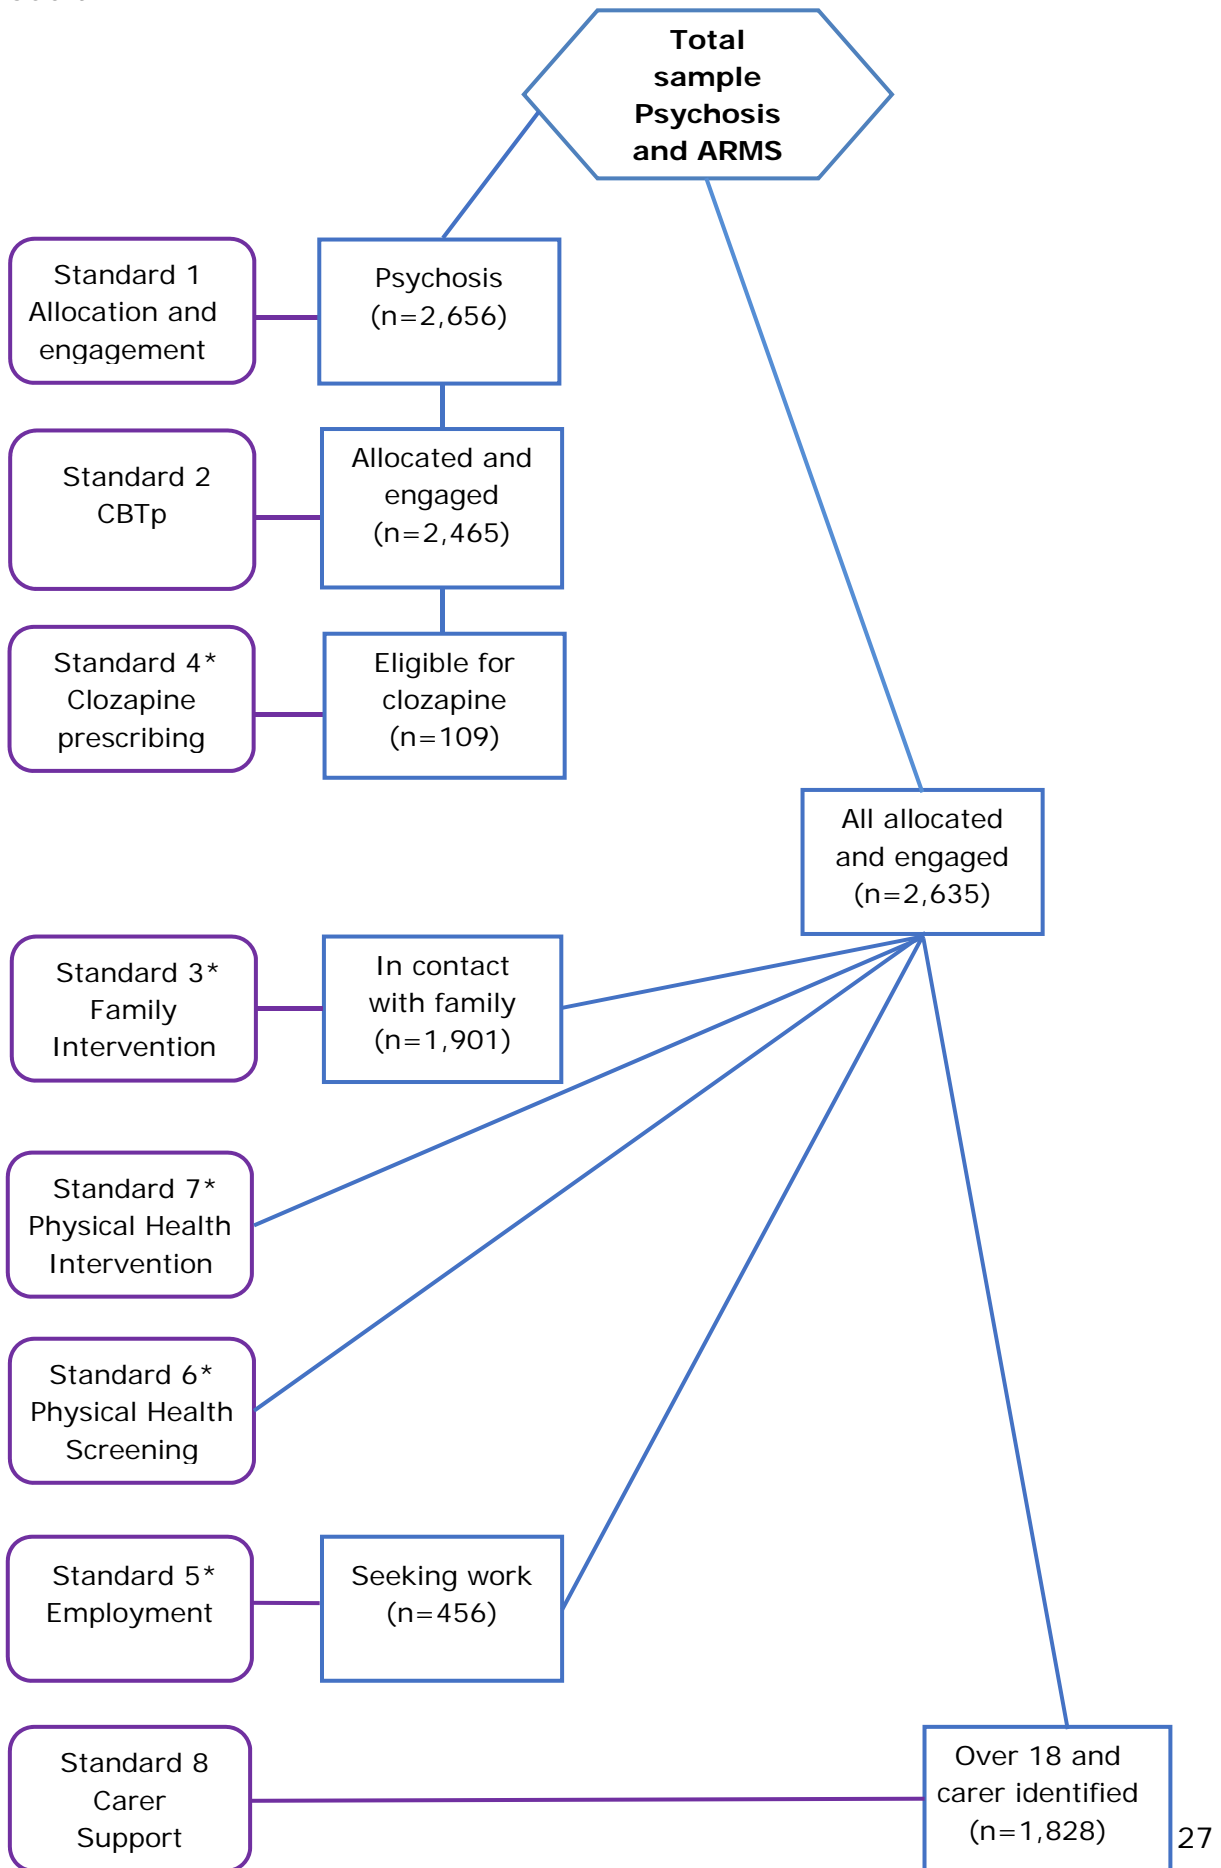 Total
sample
Psychosis
and ARMS
Standard 1
Allocation and
engagement
Psychosis
(n=2,656)
Standard 2
CBTp
Allocated and
engaged
(n=2,465)
Standard 4*
Clozapine
prescribing
Eligible for
clozapine
(n=109)
All allocated
and engaged
(n=2,635)
Standard 3*
Family
Intervention
In contact
with family
(n=1,901)
Standard 7*
Physical Health
Intervention
Standard 6*
Physical Health
Screening
Standard 5*
Employment
Seeking work
(n=456)
Standard 8
Carer
Support
Over 18 and
carer identified
(n=1,828)
27